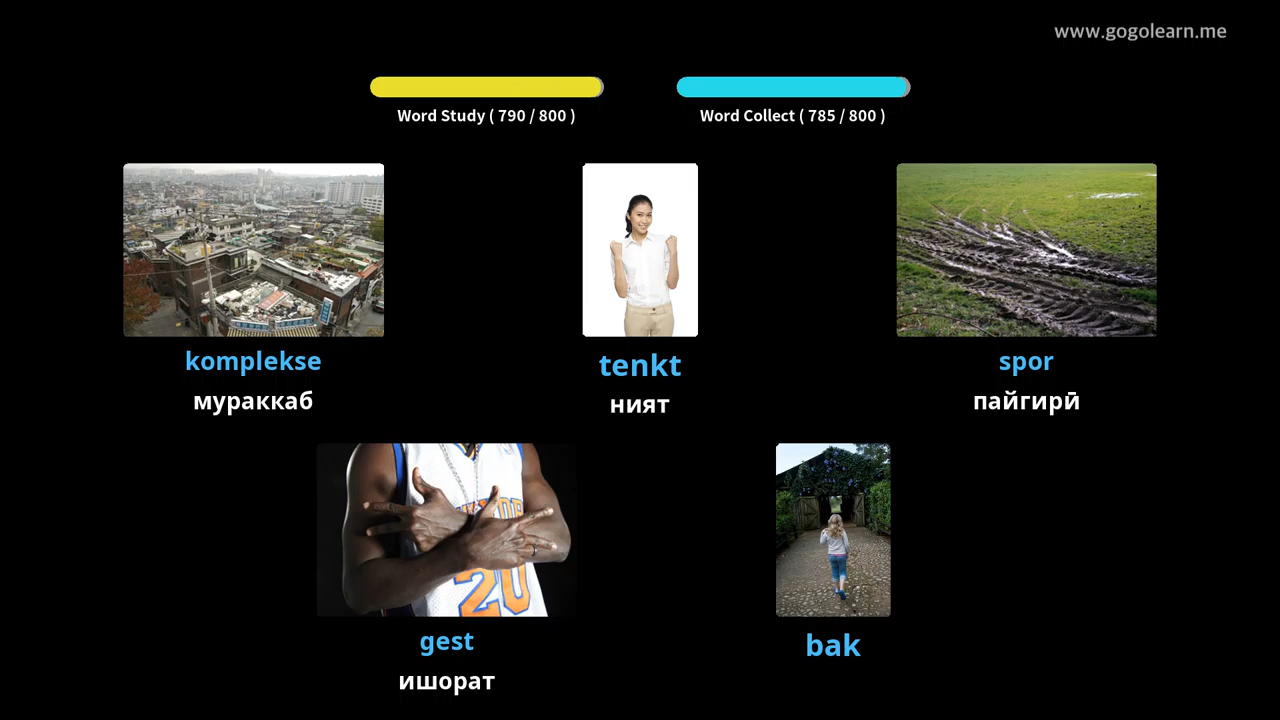 www.gogolearn.me
Word Study ( 790 / 800 )
Word Collect ( 785 / 800 )
komplekse
мураккаб
tenkt
ният
spor
пайгирӣ
20
gest
ишорат
bak